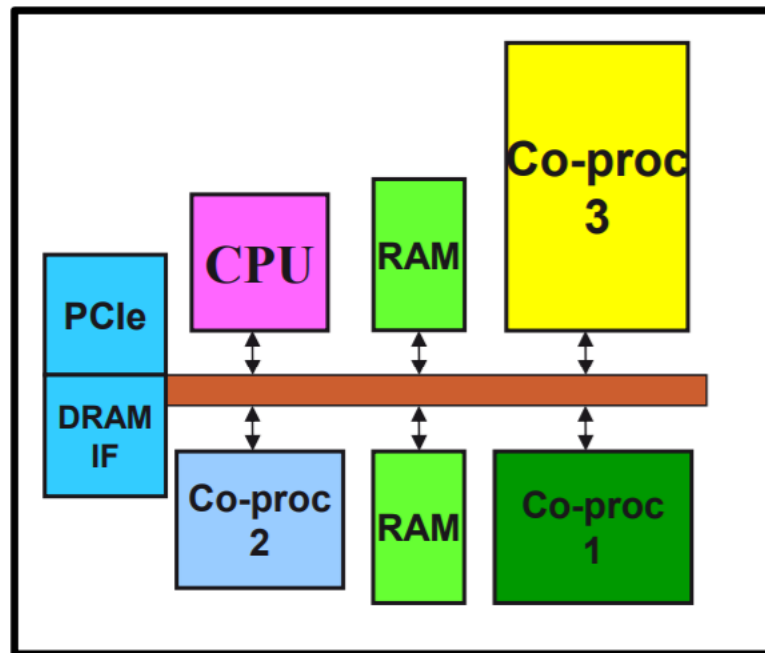 Co-proc
3
CPU
RAM
PCIe
DRAM
IF
Co-proc
2
RAM
Co-proc
1